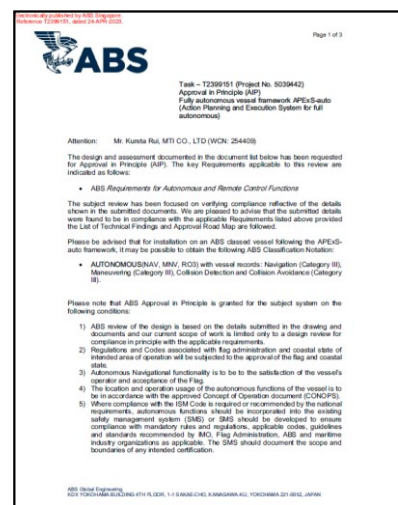 Electronically published by ABS Singapore.
Reference T2399151, dated 24-APR-2023.
Page 1 of 3
ABS
Task – T2399151 (Project No. 5039442)
Approval in Principle (AIP)
Fully autonomous vessel framework APExS-auto
(Action Planning and Execution System for full
autonomous)
Attention: Mr. Kureta Rui, MTI CO., LTD (WCN: 254409)
The design and assessment documented in the document list below has been requested
for Approval in Principle (AIP). The key Requirements applicable to this review are
indicated as follows:
• ABS Requirements for Autonomous and Remote Control Functions
The subject review has been focused on verifying compliance reflective of the details
shown in the submitted documents. We are pleased to advise that the submitted details
were found to be in compliance with the applicable Requirements listed above provided
the List of Technical Findings and Approval Road Map are followed.
Please be advised that for installation on an ABS classed vessel following the APExS-
auto framework, it may be possible to obtain the following ABS Classification Notation:
• AUTONOMOUS(NAV, MNV, RO3) with vessel records: Navigation (Category III),
Maneuvering (Category III), Collision Detection and Collision Avoidance (Category
III).
Please note that ABS Approval in Principle is granted for the subject system on the
following conditions:
1) ABS review of the design is based on the details submitted in the drawing and
documents and our current scope of work is limited only to a design review for
compliance in principle with the applicable requirements.
2) Regulations and Codes associated with flag administration and coastal state of
intended area of operation will be subjected to the approval of the flag and coastal
state.
3) Autonomous Navigational functionality is to be to the satisfaction of the vessel's
operator and acceptance of the Flag.
4) The location and operation usage of the autonomous functions of the vessel is to
be in accordance with the approved Concept of Operation document (CONOPS).
5) Where compliance with the ISM Code is required or recommended by the national
requirements, autonomous functions should be incorporated into the existing
safety management system (SMS) or SMS should be developed to ensure
compliance with mandatory rules and regulations, applicable codes, guidelines
and standards recommended by IMO, Flag Administration, ABS and maritime
industry organizations as applicable. The SMS should document the scope and
boundaries of any intended certification.
ABS Global Engineering
KDX YOKOHAMA BUILDING 4TH FLOOR, 1-1 SAKAE-CHO, KANAGAWA-KU, YOKOHAMA 221-0052, JAPAN